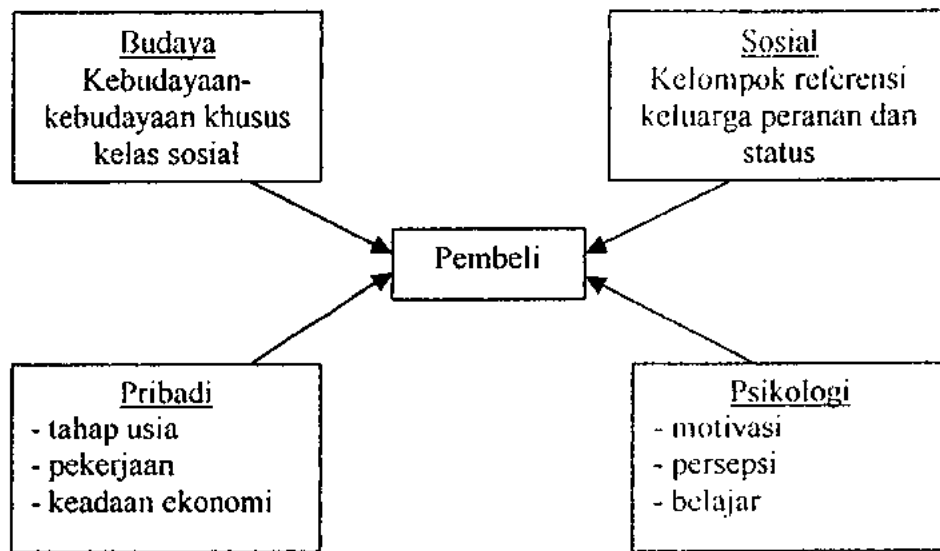 Budaya
Kebudayaan-
kebudayaan khusus
kelas sosial
Sosial
Kelompok referensi
keluarga peranan dan
status
Pembeli
Pribadi
- tahap usia
- pekerjaan
- keadaan ekonomi
Psikologi
- motivasi
- persepsi
- belajar